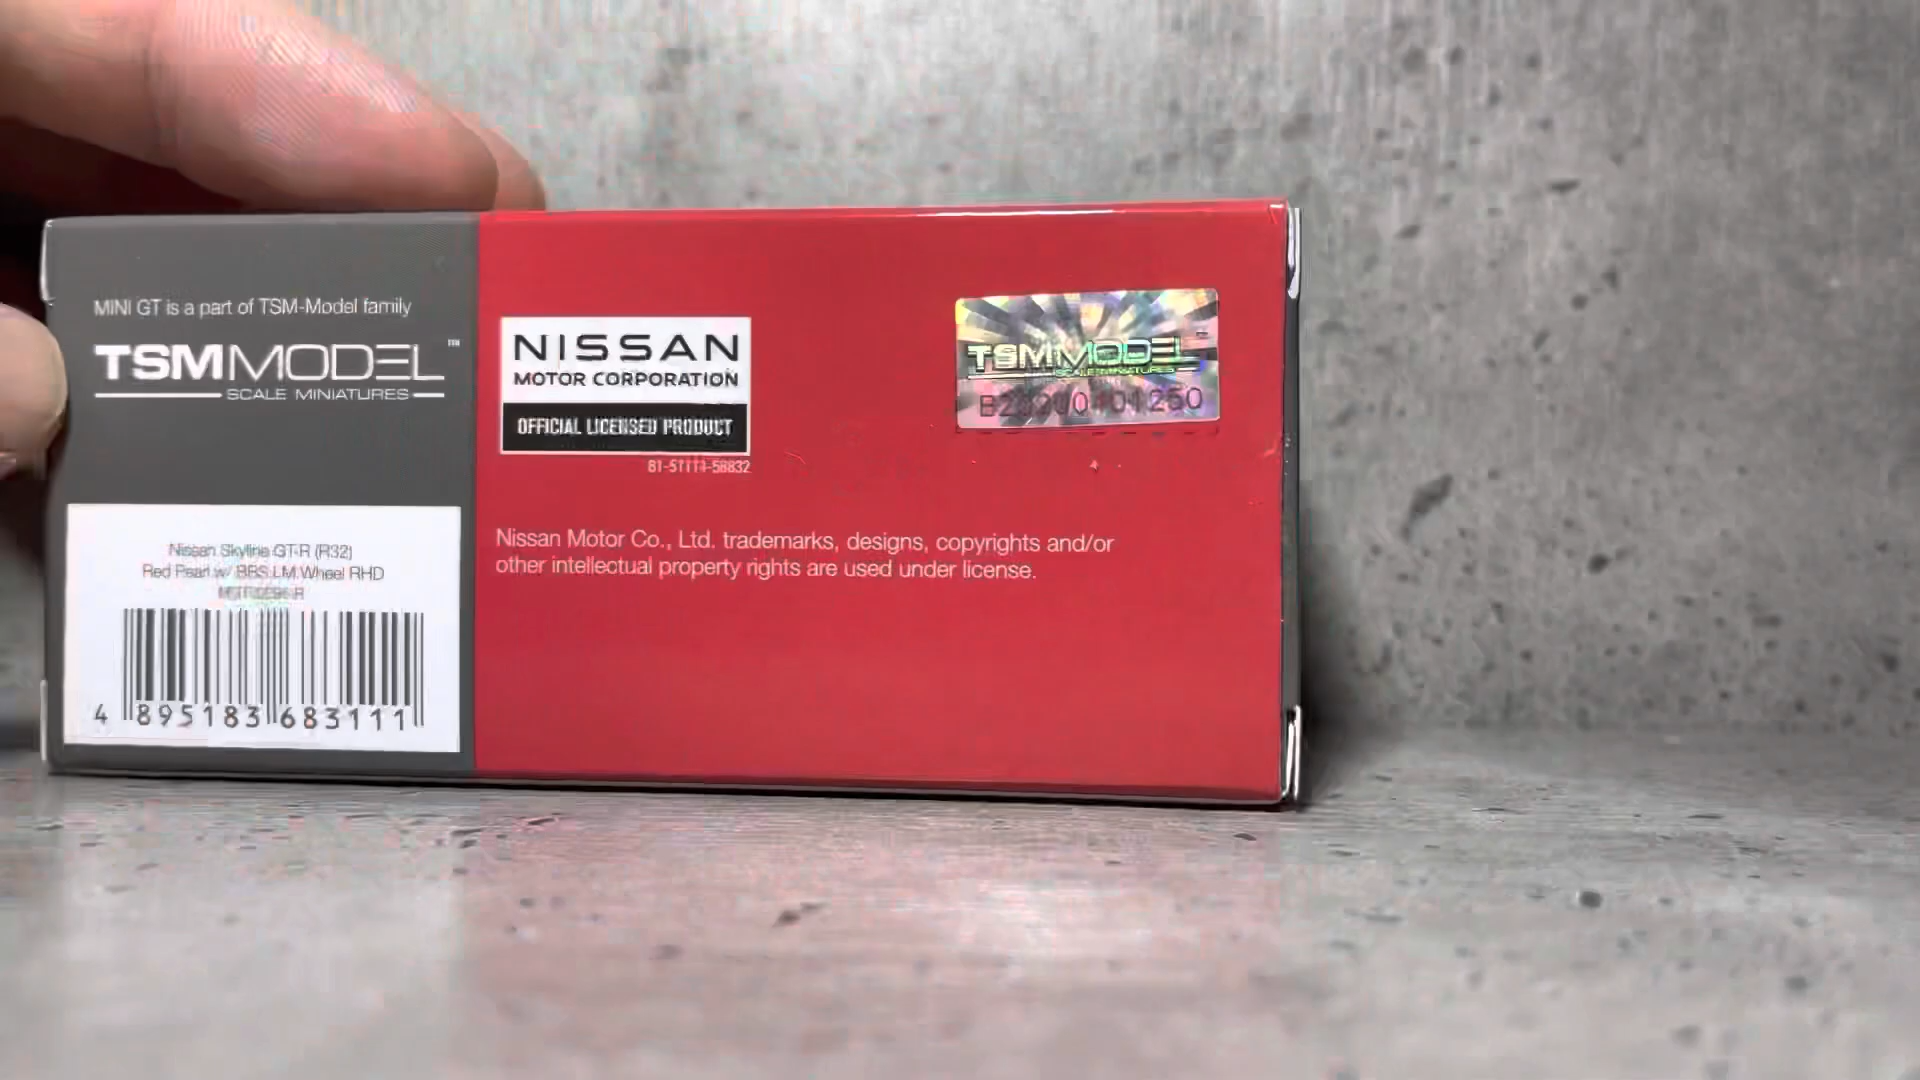 MINI GT is a part of TSM-Model family
TSMMODEL™
SCALE MINIATURES
NISSAN
MOTOR CORPORATION
OFFICIAL LICENSED PRODUCT
Nissan Motor Co., Ltd. trademarks, designs, copyrights and/or
other intellectual property rights are used under license.
TSMMODEL
SCALE MINIATURES
Nissan Skyline GT-R (R32)
Red Pearl w/ BBS LM Wheel RHD
4 895183 683111